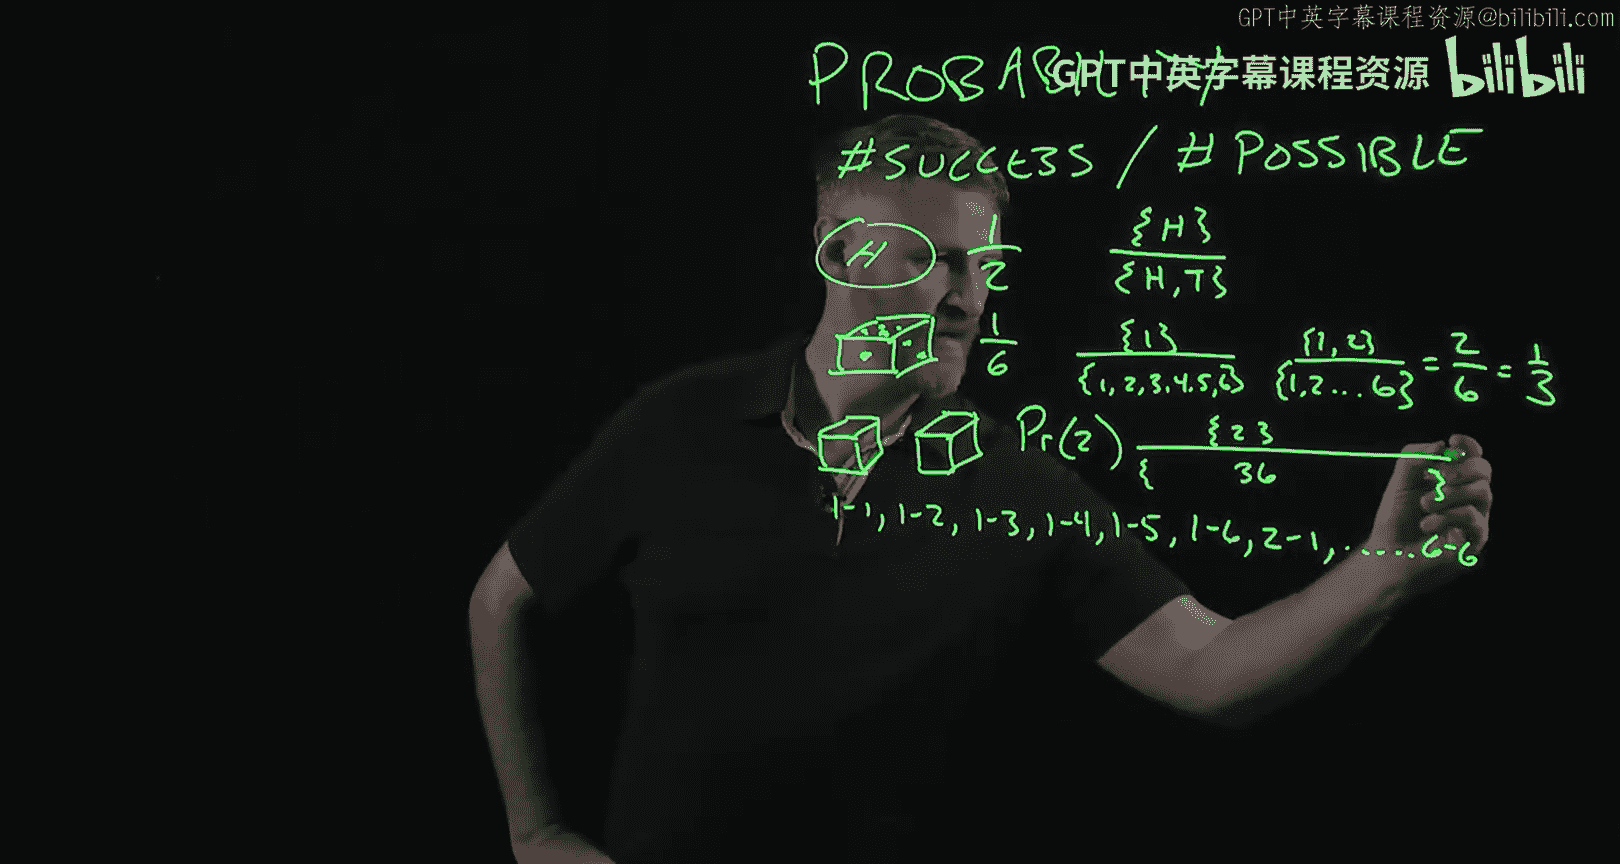 GPT中英字幕课程资源@bilibili.com
GPT中英字幕课程资源 bilibili
PROBABILITY
#SUCCESS / # POSSIBLE
H 1/2 {H}/{H,T}
1/6 {1}/{1,2,3,4,5,6} {1,2}/{1,2...6} = 2/6 = 1/3
Pr(2) {2}/{ 36 }
1-1, 1-2, 1-3, 1-4, 1-5, 1-6, 2-1, ......6-6